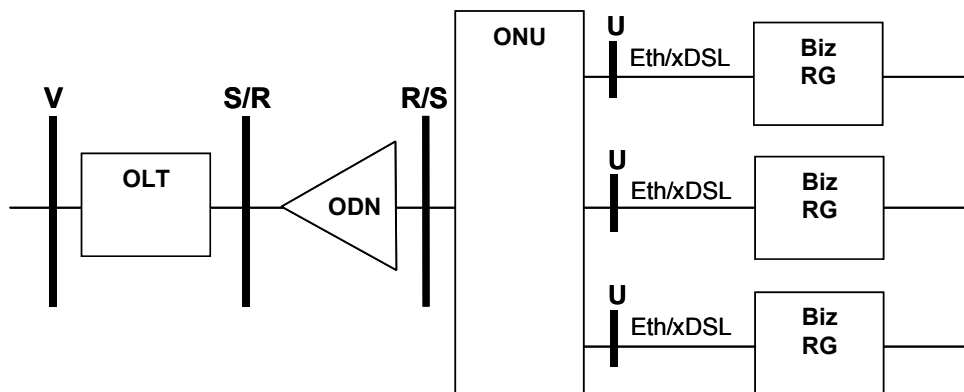 ONU
U
Eth/xDSL
Biz
RG
V
S/R
R/S
OLT
ODN
U
Eth/xDSL
Biz
RG
U
Eth/xDSL
Biz
RG